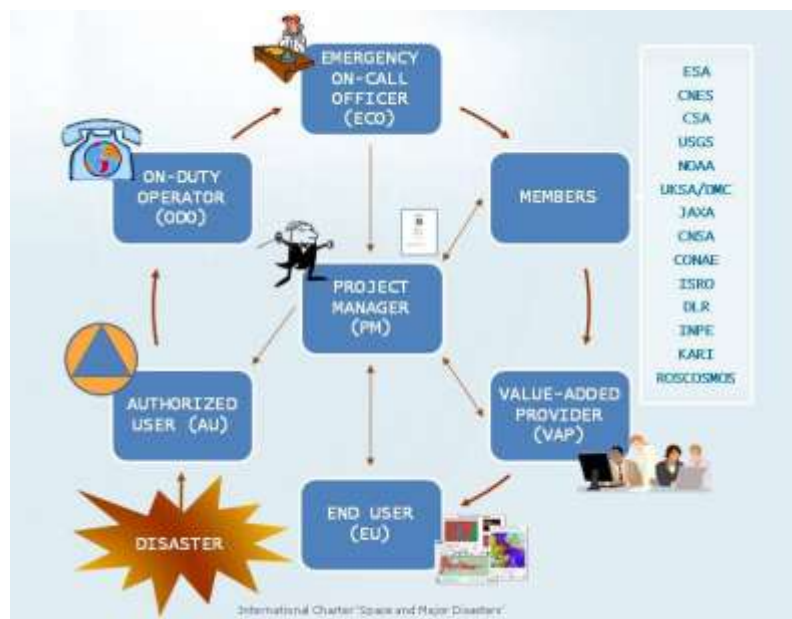 EMERGENCY
ON-CALL
OFFICER
(ECO)
ON-DUTY
OPERATOR
(ODO)
MEMBERS
ESA
CNES
CSA
USGS
NOAA
UKSA/DMC
JAXA
CNSA
CONAE
ISRO
DLR
INPE
KARI
ROSCOSMOS
PROJECT
MANAGER
(PM)
AUTHORIZED
USER (AU)
VALUE-ADDED
PROVIDER
(VAP)
DISASTER
END USER
(EU)
International Charter 'Space and Major Disasters'